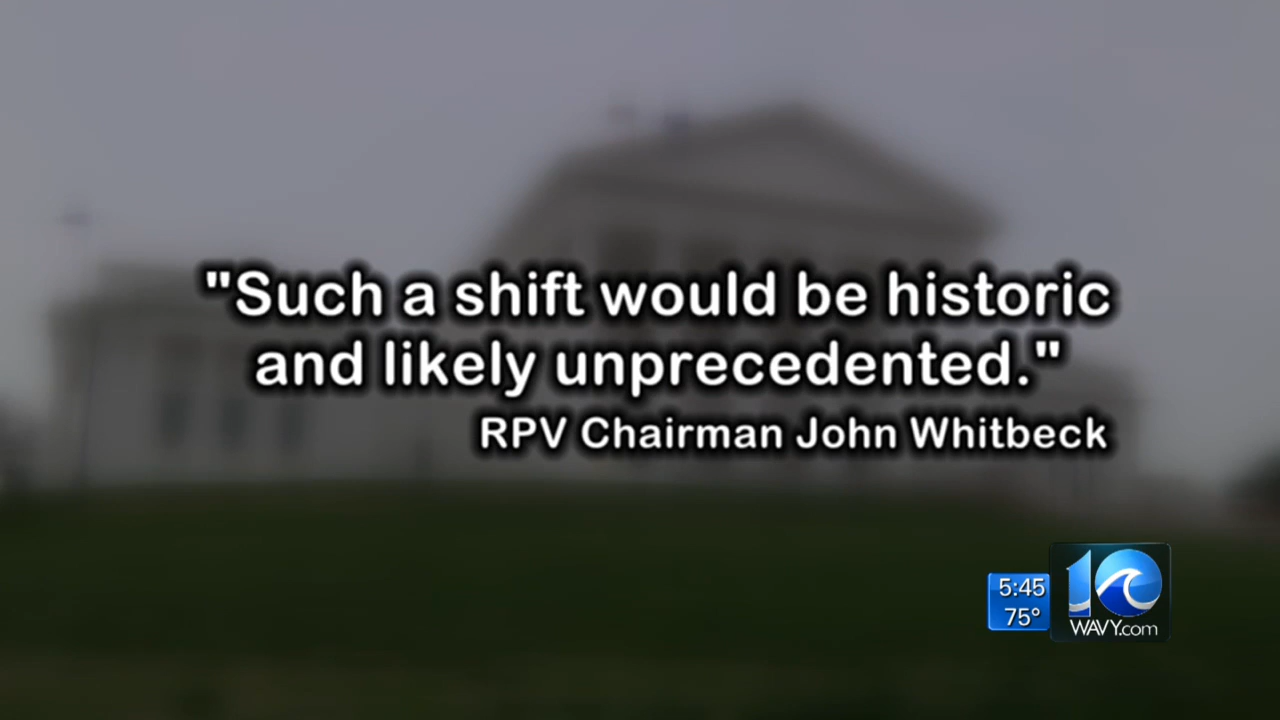 "Such a shift would be historic
and likely unprecedented."
RPV Chairman John Whitbeck
5:45
75°
10
WAVY.com